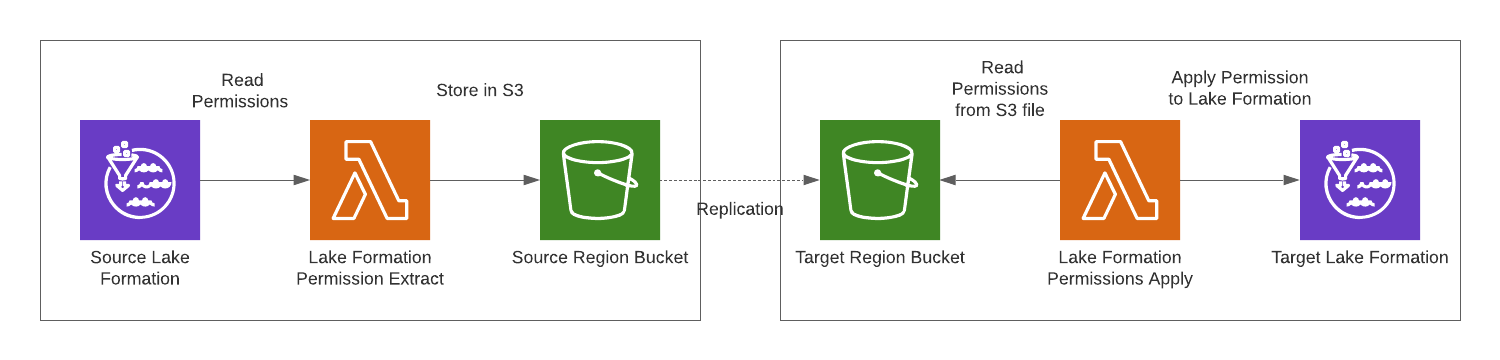 Read
Permissions
Store in S3
Source Lake
Formation
Lake Formation
Permission Extract
Source Region Bucket
Replication
Read
Permissions
from S3 file
Apply Permission
to Lake Formation
Target Region Bucket
Lake Formation
Permissions Apply
Target Lake Formation